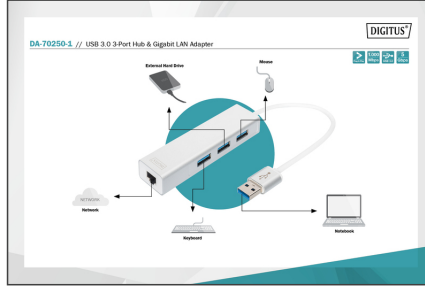 DIGITUS®
DA-70250-1 // USB 3.0 3-Port Hub & Gigabit LAN Adapter
External Hard Drive
Mouse
NETWORK
Network
Keyboard
Notebook